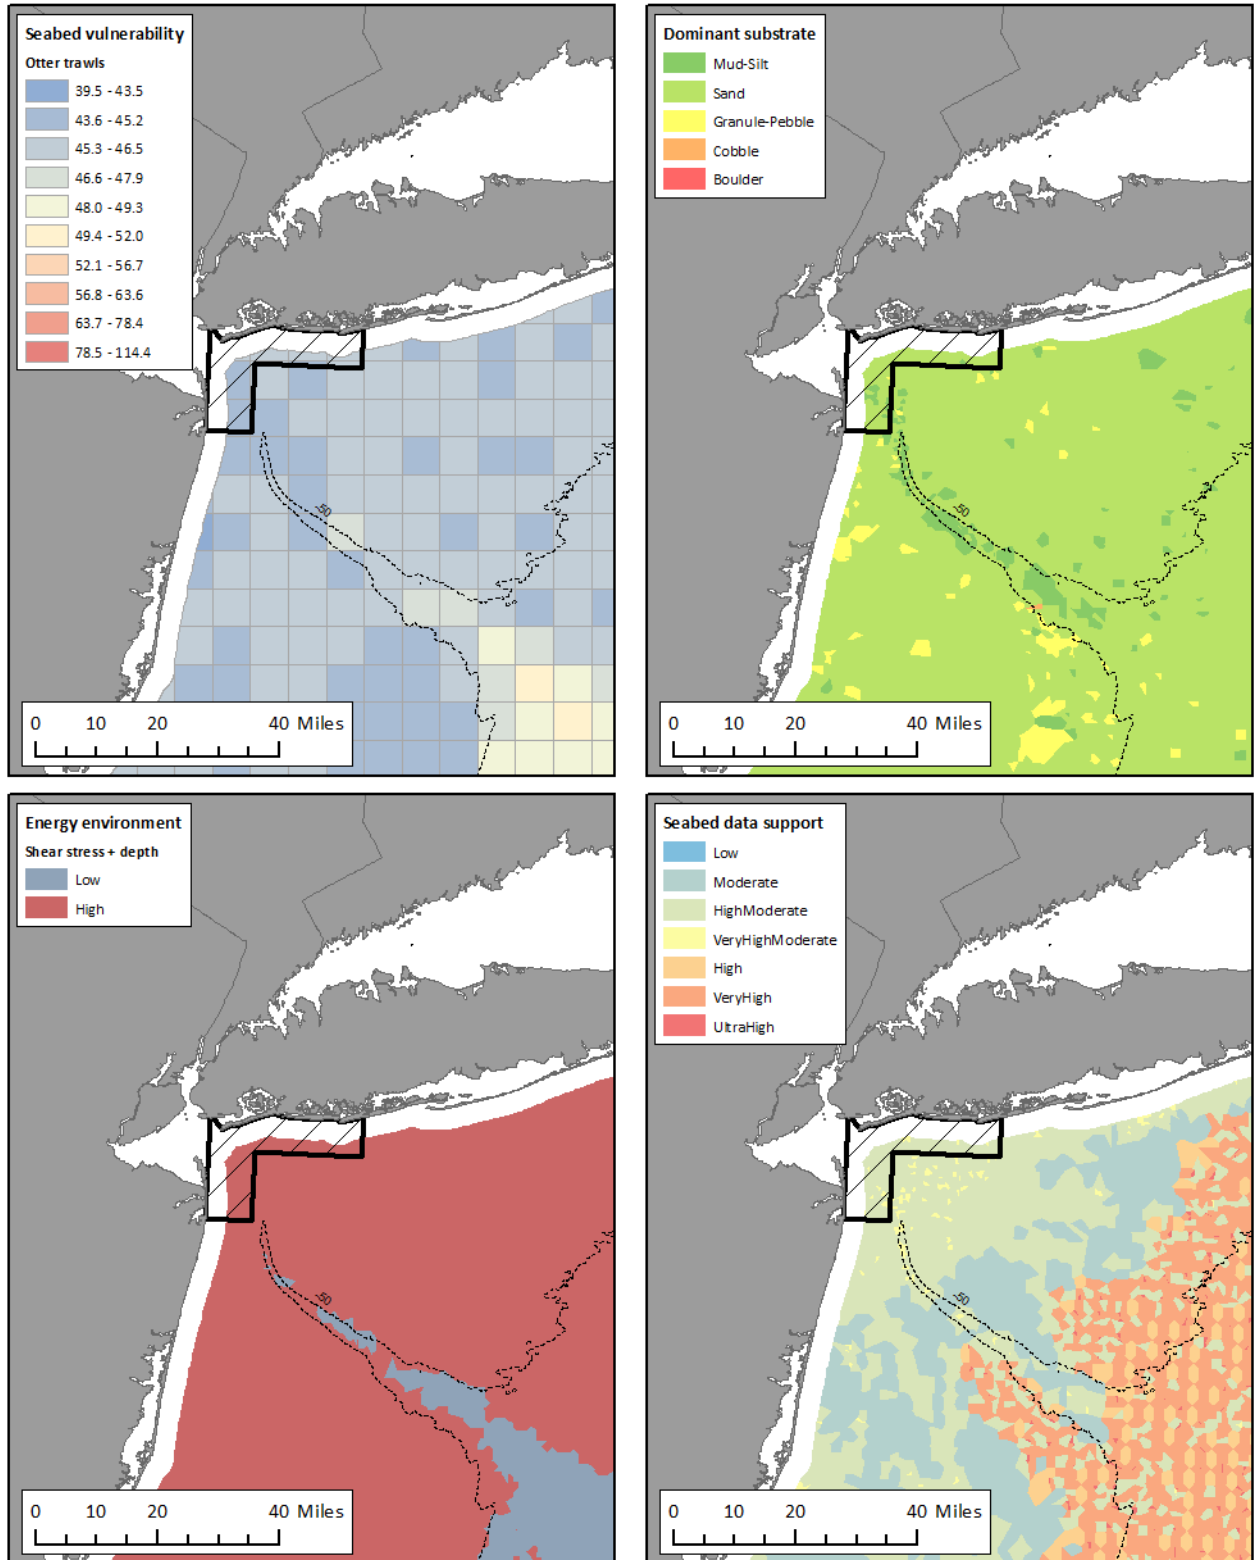 Seabed vulnerability
Otter trawls
39.5 - 43.5
43.6 - 45.2
45.3 - 46.5
46.6 - 47.9
48.0 - 49.3
49.4 - 52.0
52.1 - 56.7
56.8 - 63.6
63.7 - 78.4
78.5 - 114.4
-50
0 10 20 40 Miles
Dominant substrate
Mud-Silt
Sand
Granule-Pebble
Cobble
Boulder
-50
0 10 20 40 Miles
Energy environment
Shear stress + depth
Low
High
-50
0 10 20 40 Miles
Seabed data support
Low
Moderate
HighModerate
VeryHighModerate
High
VeryHigh
UltraHigh
-50
0 10 20 40 Miles